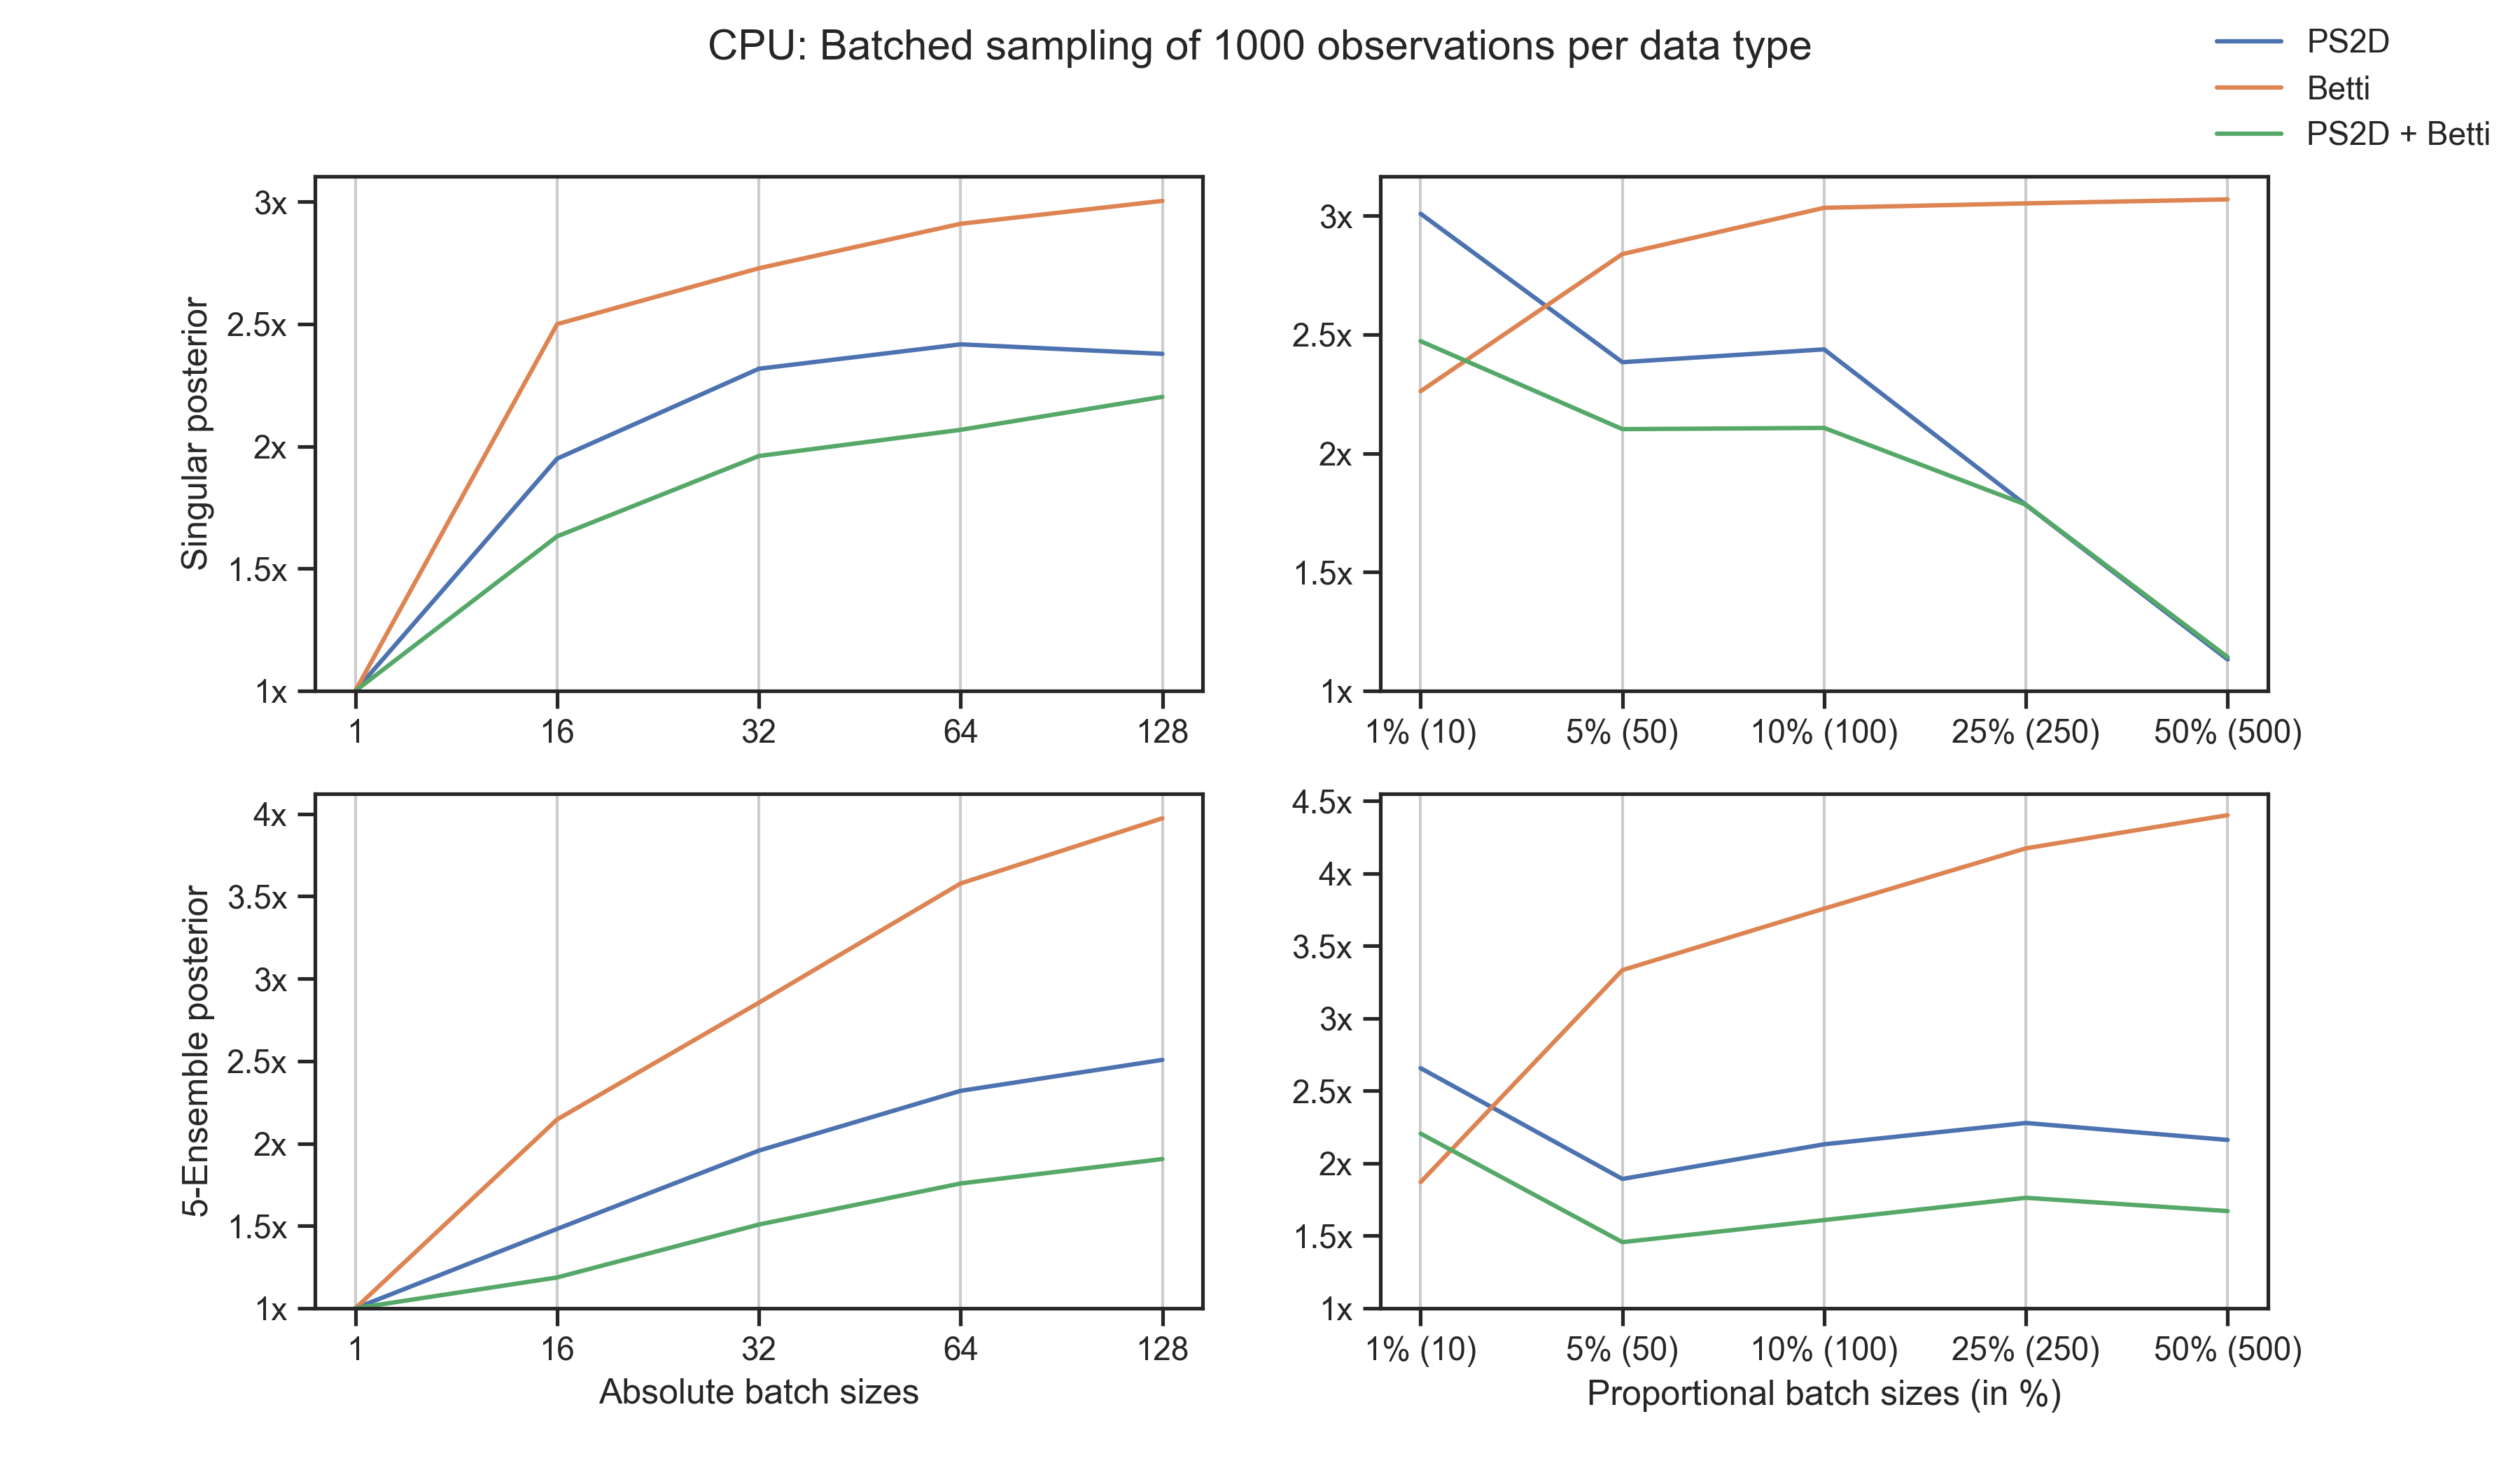 CPU: Batched sampling of 1000 observations per data type
PS2D
Betti
PS2D + Betti
Singular posterior
3x
2.5x
2x
1.5x
1x
1 16 32 64 128
3x
2.5x
2x
1.5x
1x
1% (10) 5% (50) 10% (100) 25% (250) 50% (500)
5-Ensemble posterior
4x
3.5x
3x
2.5x
2x
1.5x
1x
1 16 32 64 128
Absolute batch sizes
4.5x
4x
3.5x
3x
2.5x
2x
1.5x
1x
1% (10) 5% (50) 10% (100) 25% (250) 50% (500)
Proportional batch sizes (in %)